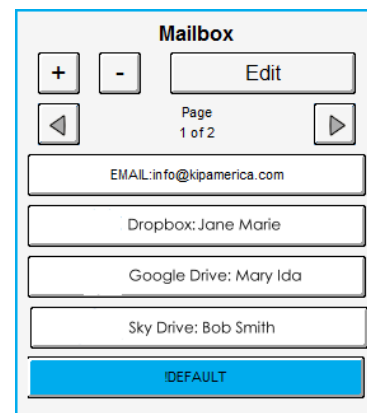 Mailbox
+ - Edit
Page
1 of 2
EMAIL:info@kipamerica.com
Dropbox: Jane Marie
Google Drive: Mary Ida
Sky Drive: Bob Smith
!DEFAULT